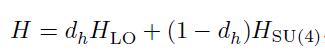 H = d_h H_LO + (1 − d_h) H_SU(4),